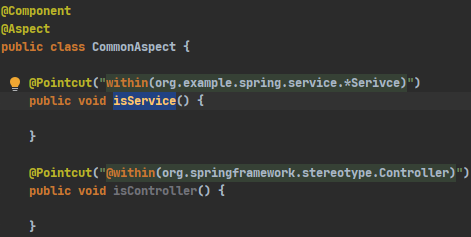 @Component
@Aspect
public class CommonAspect {
@Pointcut("within(org.example.spring.service.*Serivce)")
public void isService() {
}
@Pointcut("@within(org.springframework.stereotype.Controller)")
public void isController() {
}